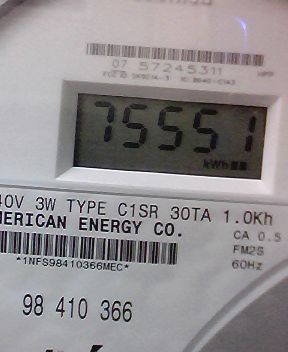 07 57245311
75551
kWh
40V 3W TYPE C1SR 30TA 1.0Kh
MERICAN ENERGY CO.
CA 0.5
FM2S
60Hz
*1NFS98410366MEC*
98 410 366